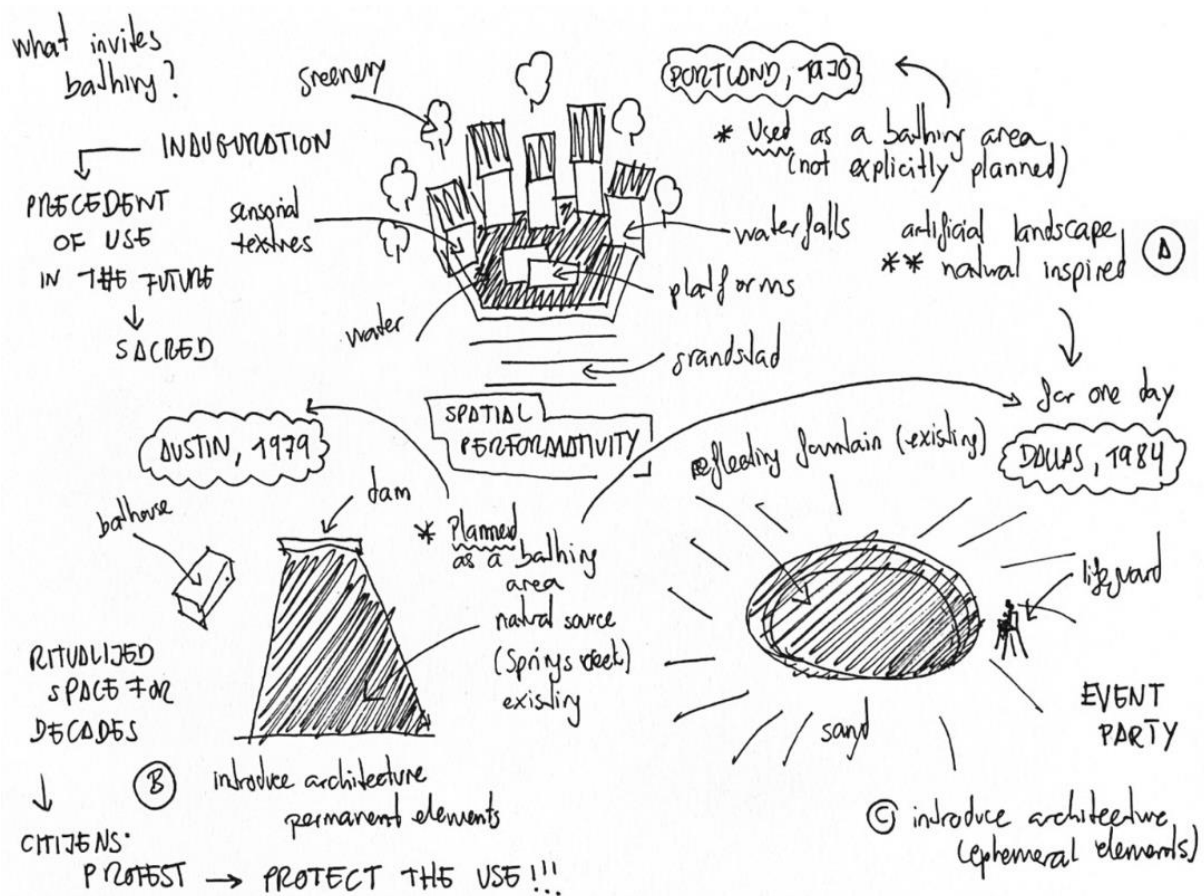 what invites
bathing?
INAUGURATION
PRECEDENT
OF USE
IN THE FUTURE
SACRED
greenery
sensorial
textures
water
waterfalls
platforms
grandstad
PORTLAND, 1970
* Used as a bathing area
(not explicitly planned)
artificial landscape
** natural inspired
A
SPATIAL
PERFORMATIVITY
AUSTIN, 1979
bathouse
dam
* Planned
as a bathing
area
natural source
(Springs
existing
RITUALIZED
SPACE FOR
DECADES
B
introduce architecture
permanent elements
CITIZENS'
PROTEST → PROTECT THE USE!!!
for one day
DALLAS, 1984
reflecting fountain (existing)
lifeguard
sand
EVENT
PARTY
C introduce architecture
(ephemeral elements)